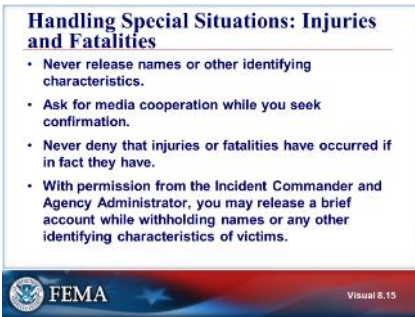 Handling Special Situations: Injuries
and Fatalities
• Never release names or other identifying
characteristics.
• Ask for media cooperation while you seek
confirmation.
• Never deny that injuries or fatalities have occurred if
in fact they have.
• With permission from the Incident Commander and
Agency Administrator, you may release a brief
account while withholding names or any other
identifying characteristics of victims.
FEMA
Visual 8.15